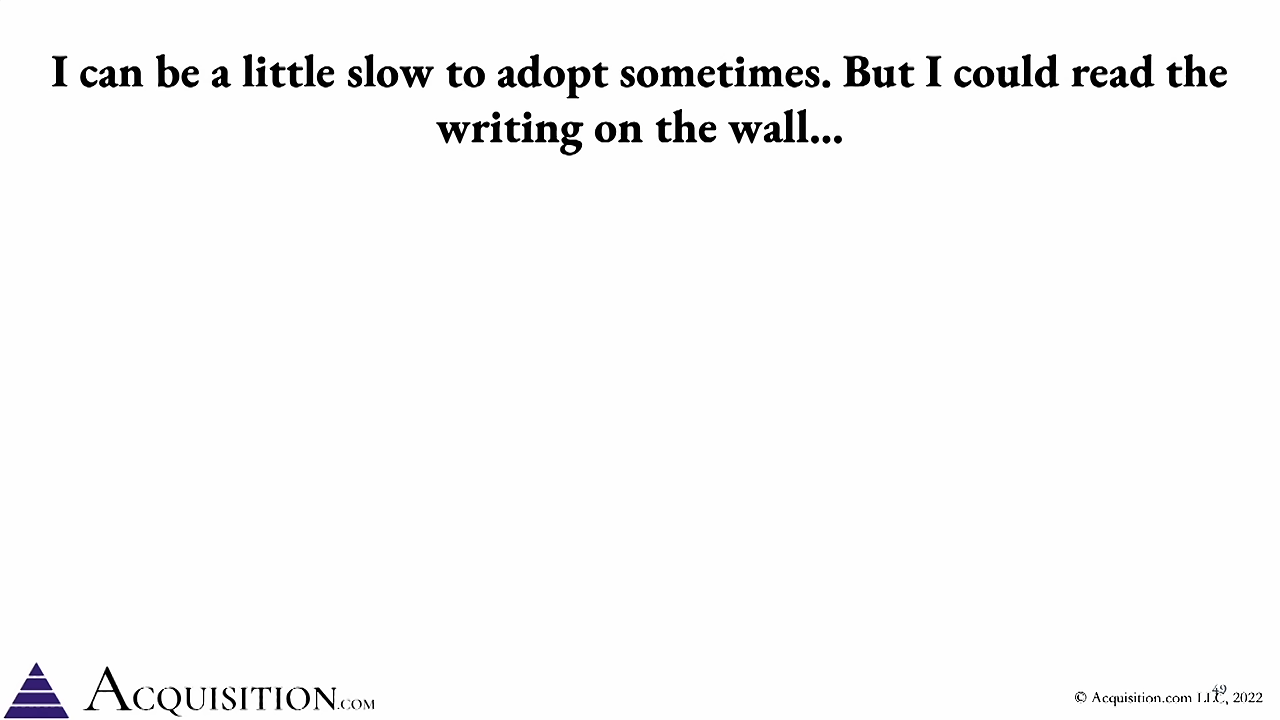 I can be a little slow to adopt sometimes. But I could read the
writing on the wall...
ACQUISITION.COM
49
© Acquisition.com LLC, 2022